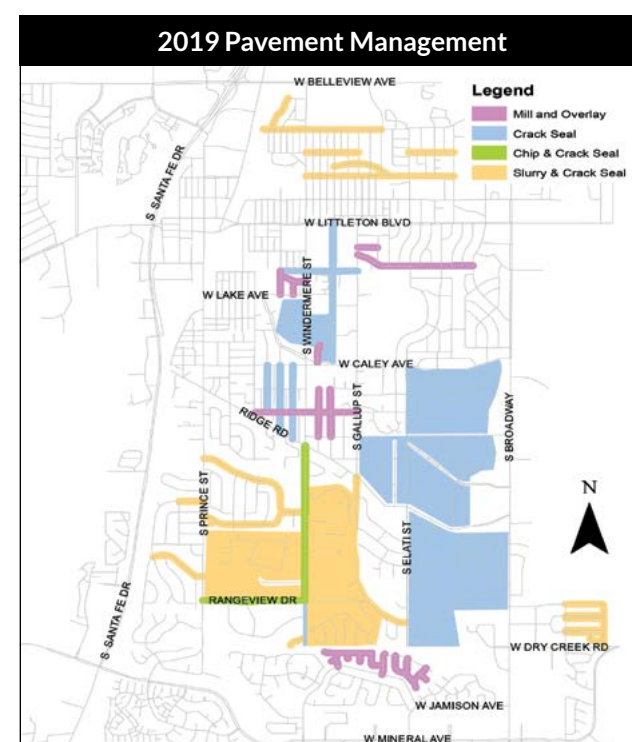 2019 Pavement Management
W BELLEVIEW AVE
Legend
Mill and Overlay
Crack Seal
Chip & Crack Seal
Slurry & Crack Seal
S SANTA FE DR
W LITTLETON BLVD
S WINDERMERE ST
W LAKE AVE
W CALEY AVE
RIDGE RD
S GALLUP ST
S BROADWAY
S PRINCE ST
N
S ELATI ST
RANGEVIEW DR
S SANTA FE DR
W DRY CREEK RD
W JAMISON AVE
W MINERAL AVE